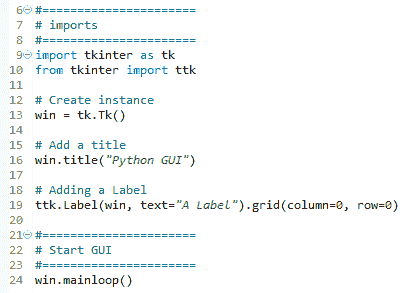 6 #======================
7 # imports
8 #======================
9 import tkinter as tk
10 from tkinter import ttk
11
12 # Create instance
13 win = tk.Tk()
14
15 # Add a title
16 win.title("Python GUI")
17
18 # Adding a Label
19 ttk.Label(win, text="A Label").grid(column=0, row=0)
20
21 #======================
22 # Start GUI
23 #======================
24 win.mainloop()